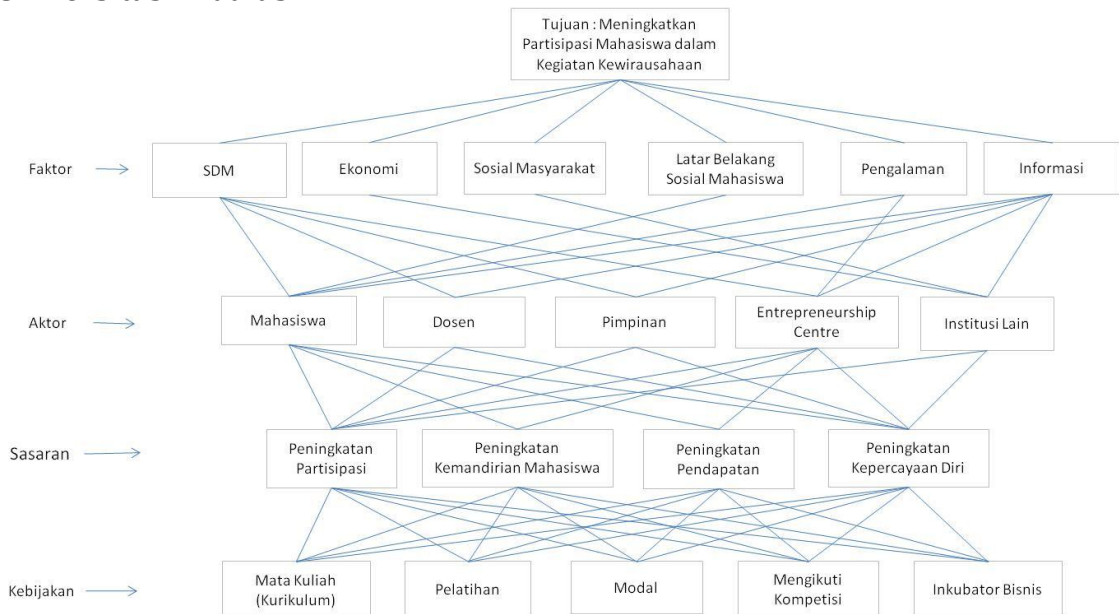 Tujuan : Meningkatkan
Partisipasi Mahasiswa dalam
Kegiatan Kewirausahaan
Faktor
SDM
Ekonomi
Sosial Masyarakat
Latar Belakang
Sosial Mahasiswa
Pengalaman
Informasi
Aktor
Mahasiswa
Dosen
Pimpinan
Entrepreneurship
Centre
Institusi Lain
Sasaran
Peningkatan
Partisipasi
Peningkatan
Kemandirian Mahasiswa
Peningkatan
Pendapatan
Peningkatan
Kepercayaan Diri
Kebijakan
Mata Kuliah
(Kurikulum)
Pelatihan
Modal
Mengikuti
Kompetisi
Inkubator Bisnis